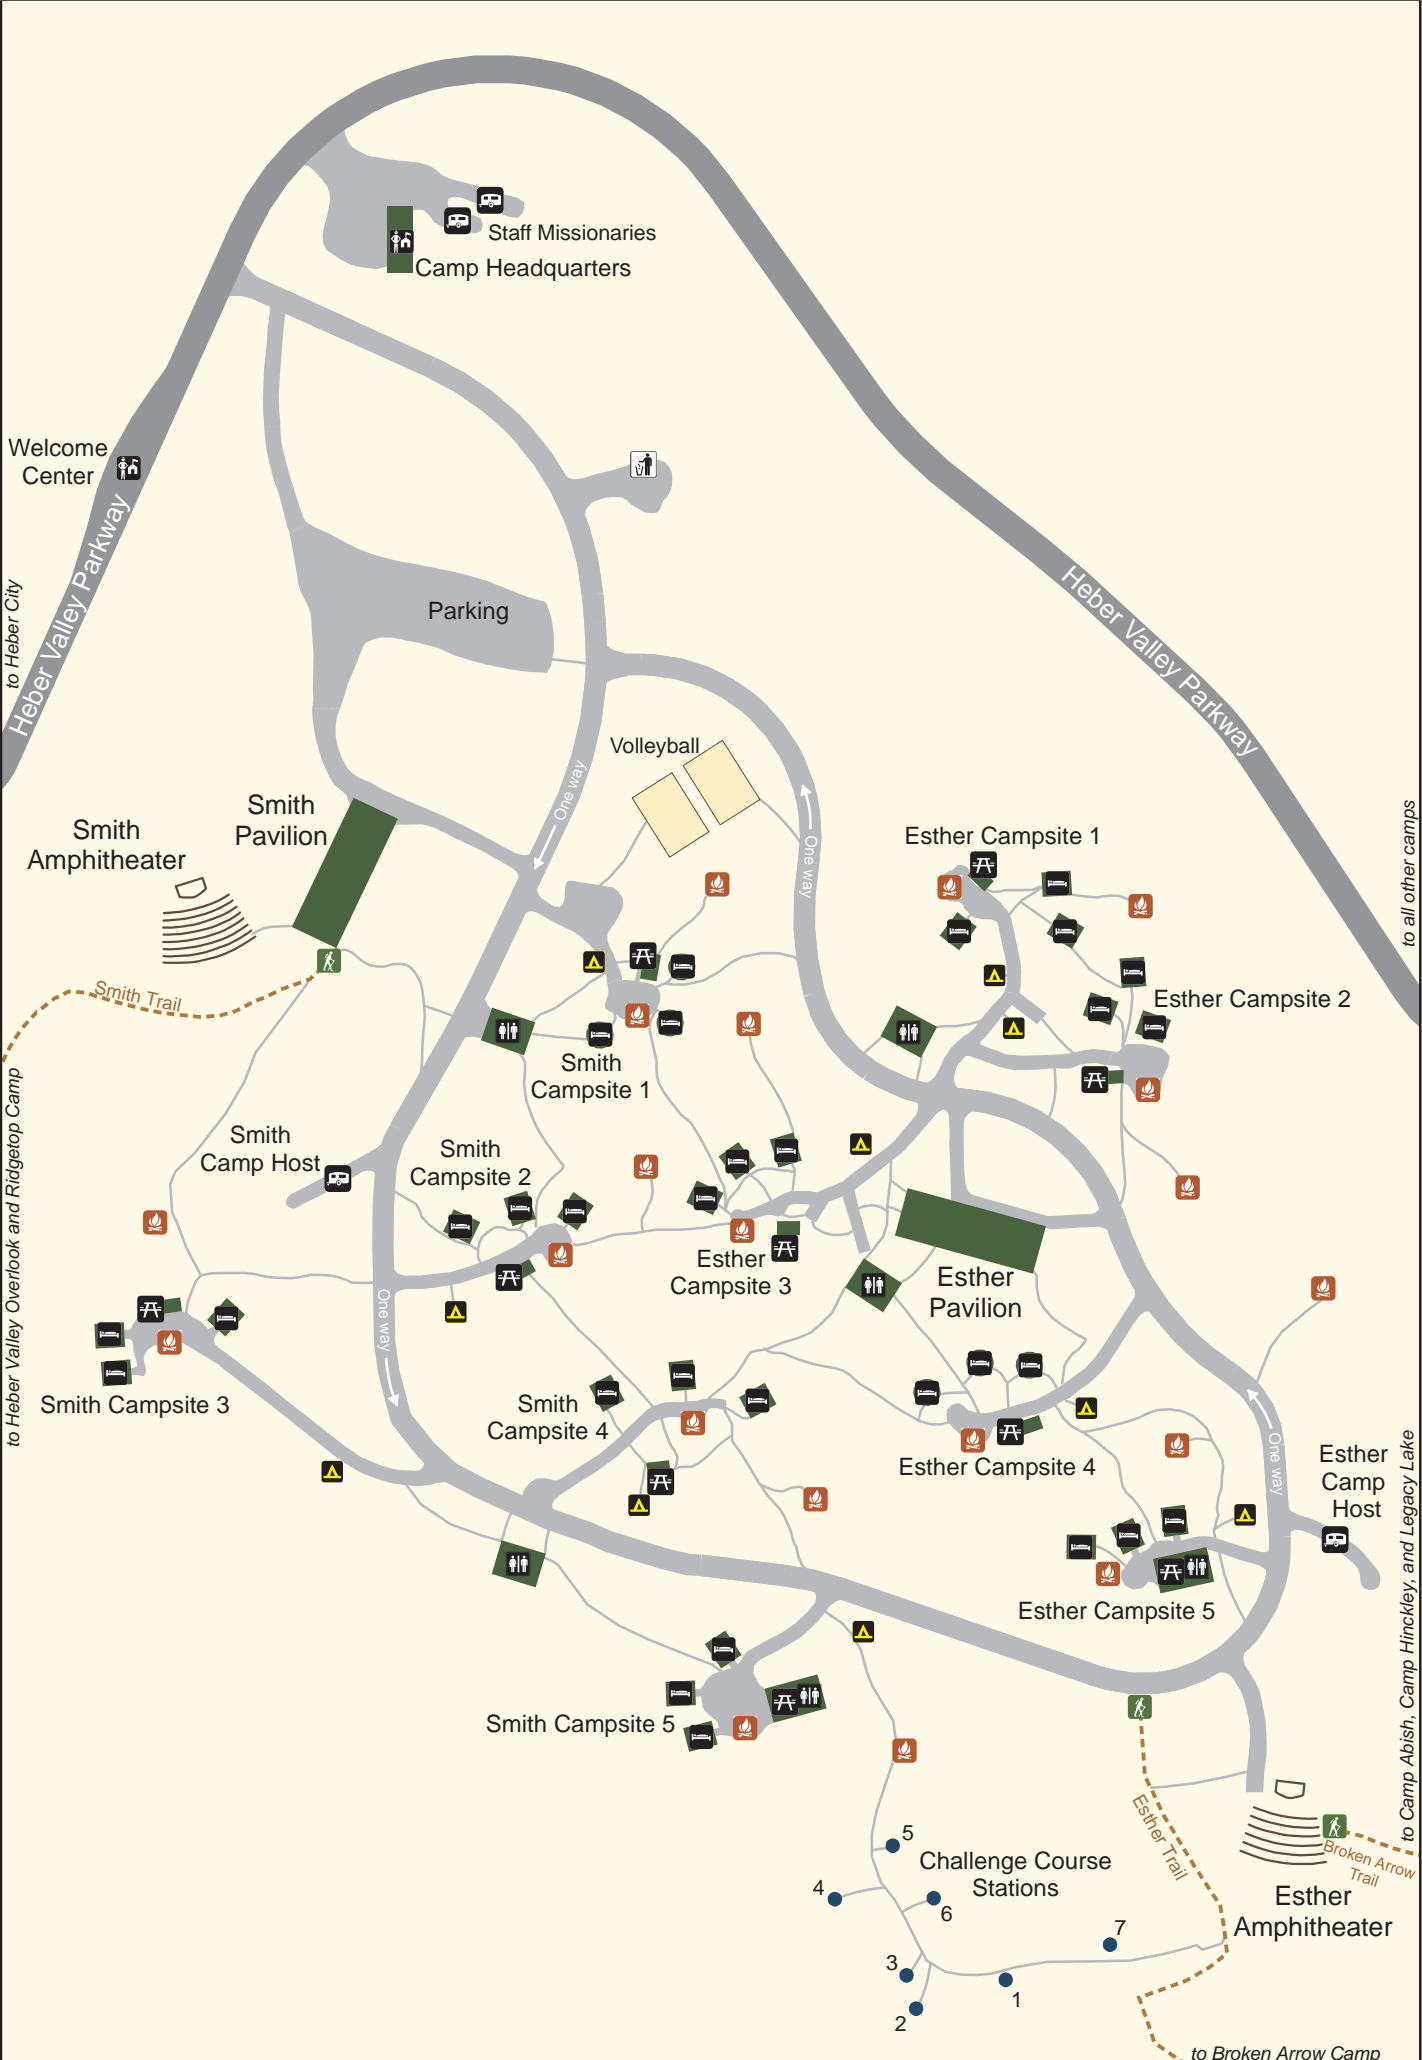 Staff Missionaries
Camp Headquarters
Welcome
Center
to Heber City
Heber Valley Parkway
Parking
Heber Valley Parkway
Volleyball
One way
One way
to all other camps
Smith
Pavilion
Smith
Amphitheater
Esther Campsite 1
Smith Trail
Esther Campsite 2
Smith
Campsite 1
to Heber Valley Overlook and Ridgetop Camp
Smith
Camp Host
Smith
Campsite 2
Esther
Campsite 3
Esther
Pavilion
One way
Smith Campsite 3
Smith
Campsite 4
Esther Campsite 4
One way
Esther
Camp
Host
Esther Campsite 5
to Camp Abish, Camp Hinckley, and Legacy Lake
Smith Campsite 5
Esther Trail
5
Challenge Course
Stations
4
6
Broken Arrow
Trail
Esther
Amphitheater
7
3
1
2
to Broken Arrow Camp